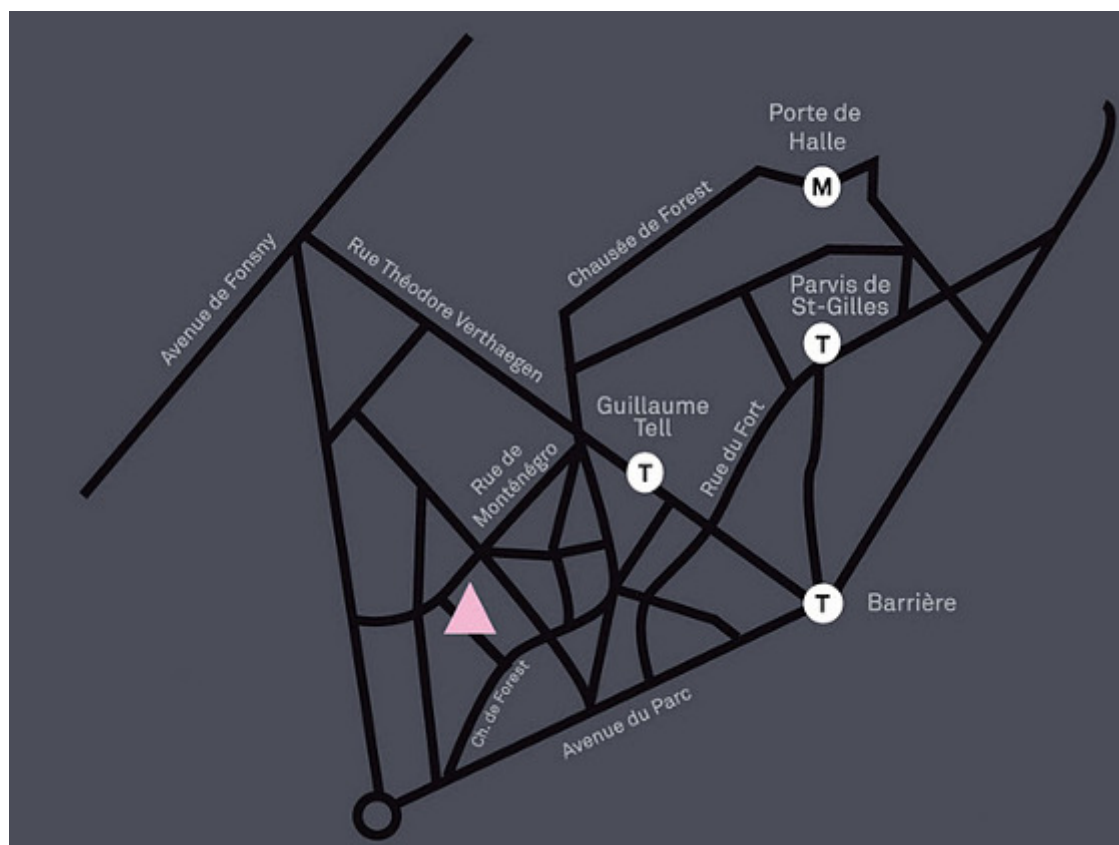 Porte de
Halle
M
Chausée de Forest
Avenue de Fonsny
Rue Théodore Verthaegen
Parvis de
St-Gilles
T
Guillaume
Tell
T
Rue du Fort
Rue de
Monténégro
T
Barrière
Ch. de Forest
Avenue du Parc